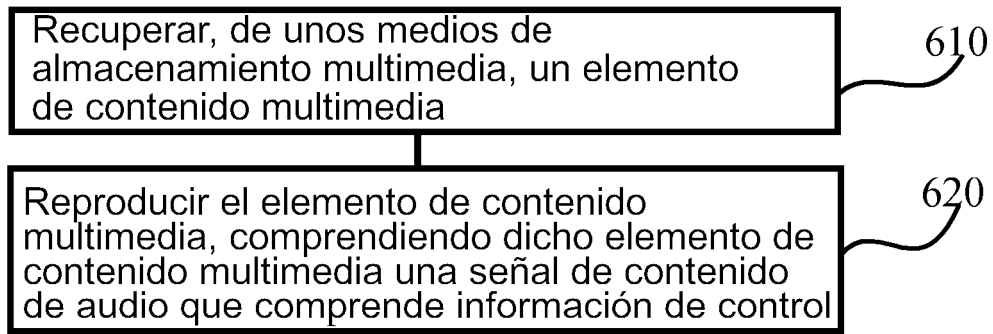 Recuperar, de unos medios de
almacenamiento multimedia, un elemento
de contenido multimedia
610
Reproducir el elemento de contenido
multimedia, comprendiendo dicho elemento de
contenido multimedia una señal de contenido
de audio que comprende información de control
620